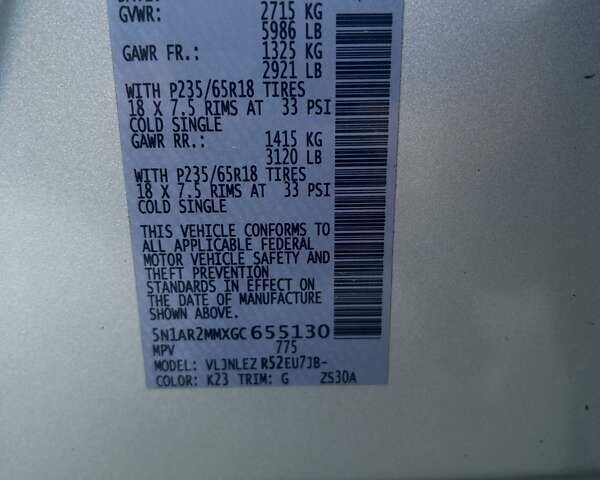 GVWR: 2715 KG
5986 LB
GAWR FR.: 1325 KG
2921 LB
WITH P235/65R18 TIRES
18 X 7.5 RIMS AT 33 PSI
COLD SINGLE
GAWR RR.: 1415 KG
3120 LB
WITH P235/65R18 TIRES
18 X 7.5 RIMS AT 33 PSI
COLD SINGLE
THIS VEHICLE CONFORMS TO
ALL APPLICABLE FEDERAL
MOTOR VEHICLE SAFETY AND
THEFT PREVENTION
STANDARDS IN EFFECT ON
THE DATE OF MANUFACTURE
SHOWN ABOVE.
5N1AR2MMXGC655130
MPV 775
MODEL: VLJNLEZ R52EU7JB-
COLOR: K23 TRIM: G ZS30A